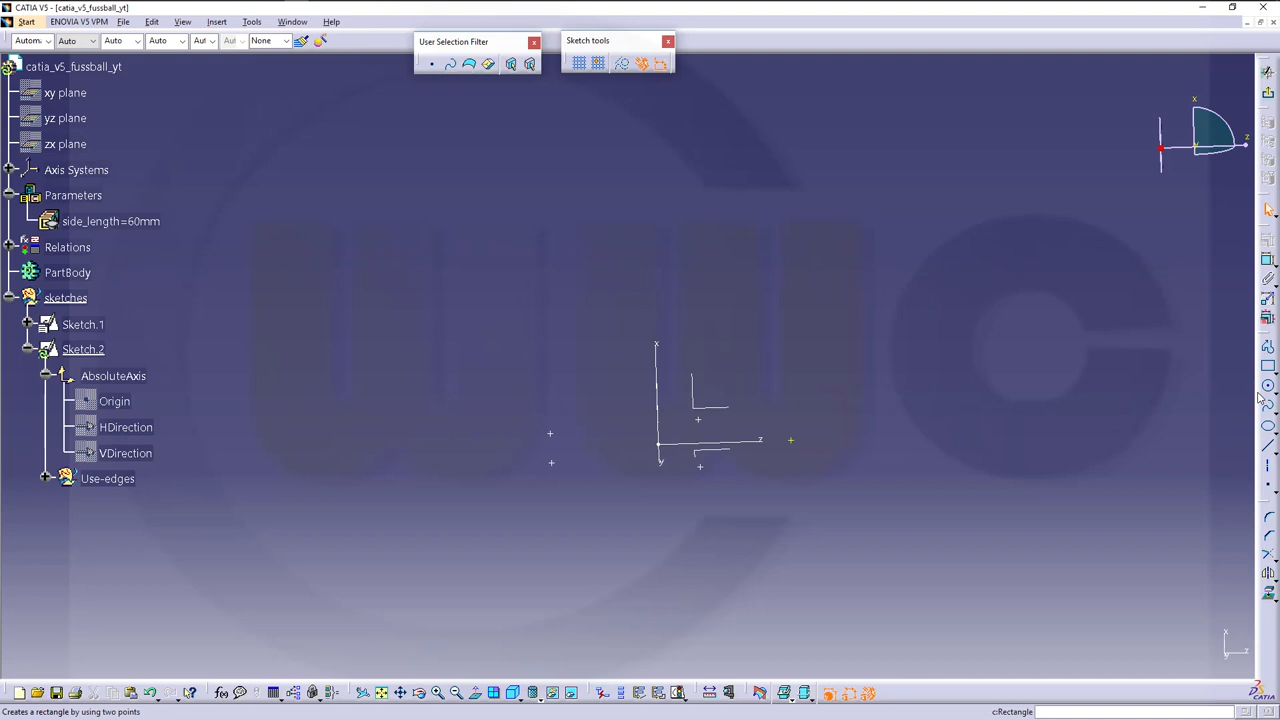 CATIA V5 - [catia_v5_fussball_yt]
Start
ENOVIA V5 VPM
File
Edit
View
Insert
Tools
Window
Help
Autom
Auto
Auto
Auto
Aut
Aut
None
User Selection Filter
Sketch tools
catia_v5_fussball_yt
xy plane
yz plane
zx plane
Axis Systems
Parameters
side_length=60mm
Relations
PartBody
sketches
Sketch.1
Sketch.2
AbsoluteAxis
Origin
HDirection
VDirection
Use-edges
x
z
y
x
z
y
x
z
y
f(x)
CATIA
Creates a rectangle by using two points
c:Rectangle